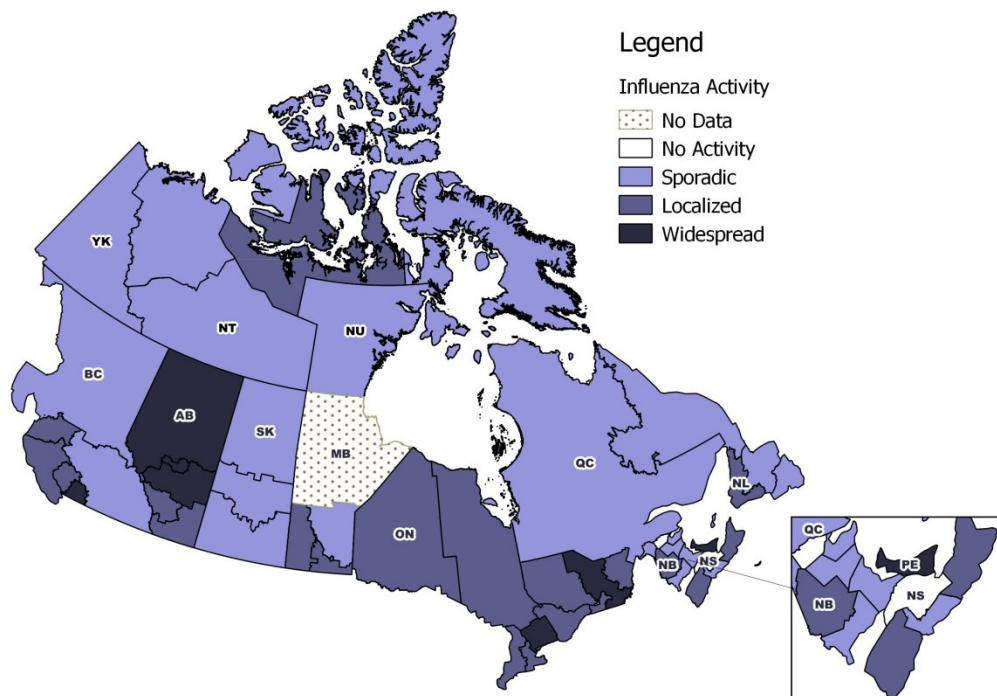 Legend
Influenza Activity
No Data
No Activity
Sporadic
Localized
Widespread
YK
NT
NU
BC
AB
SK
MB
QC
NL
ON
NB
NS
QC
PE
NS
NB